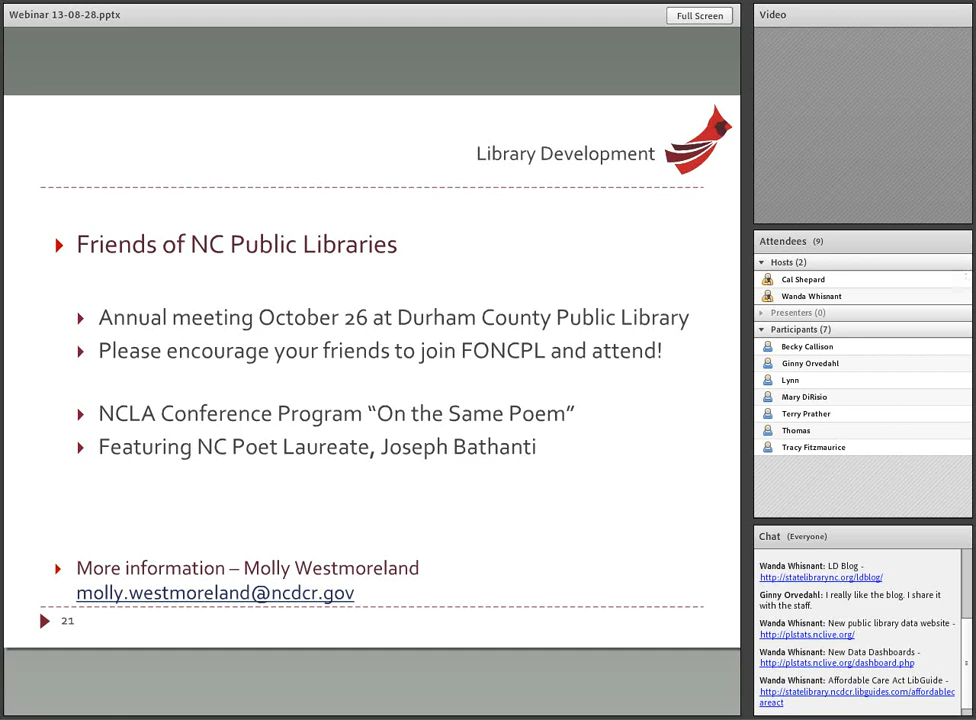 Webinar 13-08-28.pptx
Full Screen
Library Development
Friends of NC Public Libraries
Annual meeting October 26 at Durham County Public Library
Please encourage your friends to join FONCPL and attend!
NCLA Conference Program “On the Same Poem”
Featuring NC Poet Laureate, Joseph Bathanti
More information – Molly Westmoreland
molly.westmoreland@ncdcr.gov
21
Video
Attendees (9)
Hosts (2)
Cal Shepard
Wanda Whisnant
Presenters (0)
Participants (7)
Becky Callison
Ginny Orvedahl
Lynn
Mary DiRisio
Terry Prather
Thomas
Tracy Fitzmaurice
Chat (Everyone)
Wanda Whisnant: LD Blog -
http://statelibrarync.org/ldblog/
Ginny Orvedahl: I really like the blog. I share it
with the staff.
Wanda Whisnant: New public library data website -
http://plstats.nclive.org/
Wanda Whisnant: New Data Dashboards -
http://plstats.nclive.org/dashboard.php
Wanda Whisnant: Affordable Care Act LibGuide -
http://statelibrary.ncdcr.libguides.com/affordablec
areact